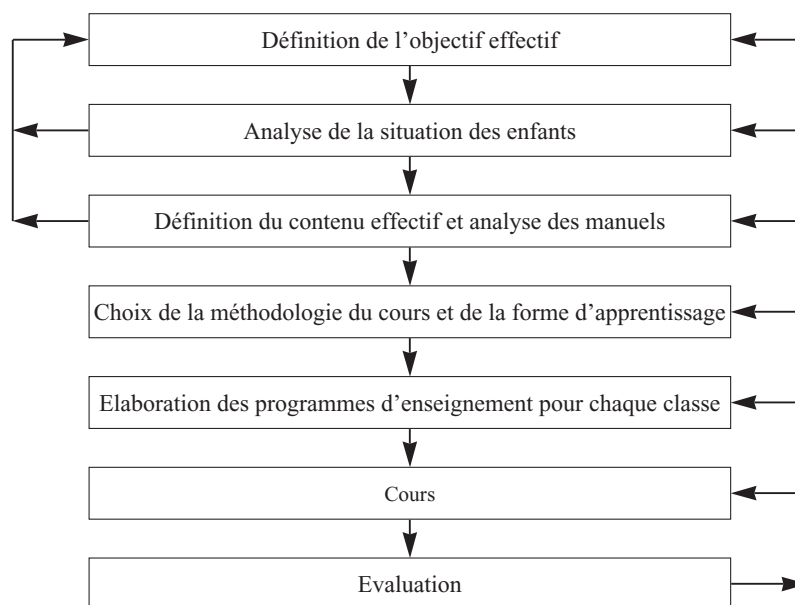 Définition de l’objectif effectif
Analyse de la situation des enfants
Définition du contenu effectif et analyse des manuels
Choix de la méthodologie du cours et de la forme d’apprentissage
Elaboration des programmes d’enseignement pour chaque classe
Cours
Evaluation